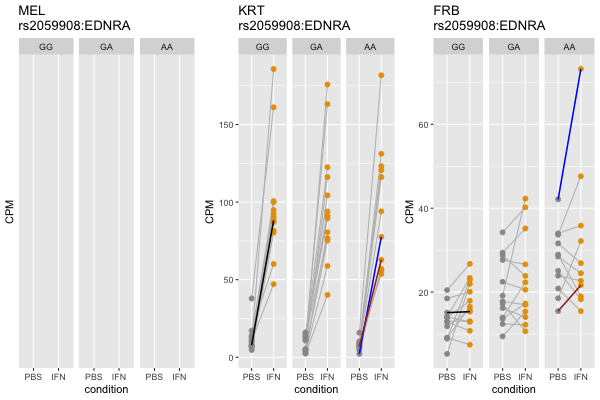 MEL
rs2059908:EDNRA
GG GA AA
CPM
PBS IFN PBS IFN PBS IFN
condition
KRT
rs2059908:EDNRA
GG GA AA
CPM
150
100
50
0
PBS IFN PBS IFN PBS IFN
condition
FRB
rs2059908:EDNRA
GG GA AA
CPM
60
40
20
PBS IFN PBS IFN PBS IFN
condition